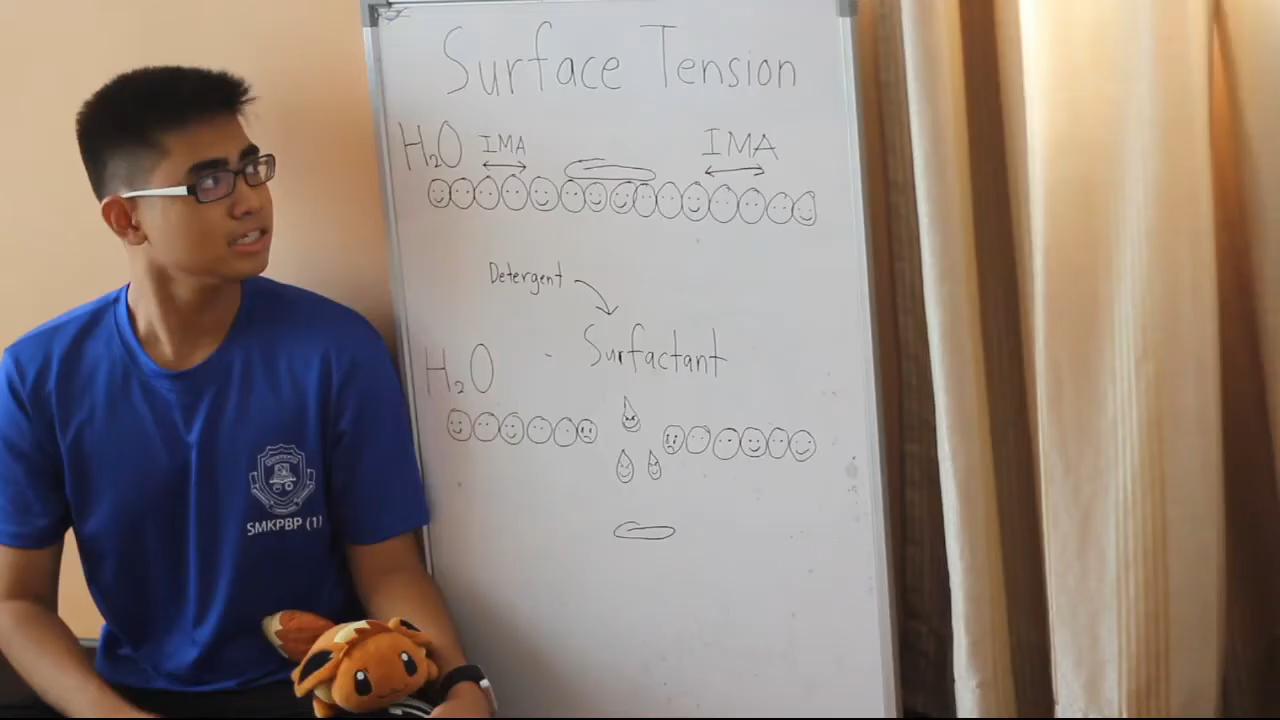 Surface Tension
H₂O IMA IMA
Detergent
Surfactant
H₂O
SMKPBP (1)